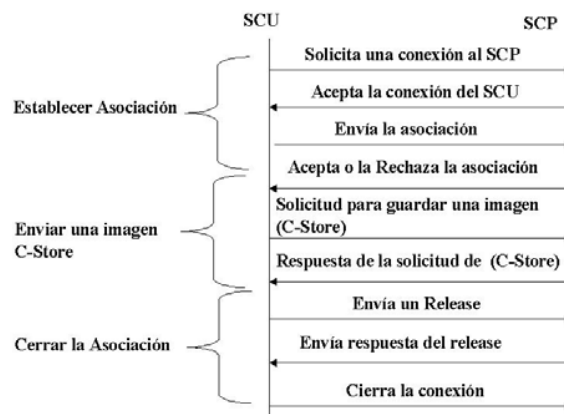 SCU SCP
Solicita una conexión al SCP
Acepta la conexión del SCU
Establecer Asociación
Envía la asociación
Acepta o la Rechaza la asociación
Solicitud para guardar una imagen
(C-Store)
Enviar una imagen
C-Store
Respuesta de la solicitud de (C-Store)
Envía un Release
Cerrar la Asociación
Envía respuesta del release
Cierra la conexión